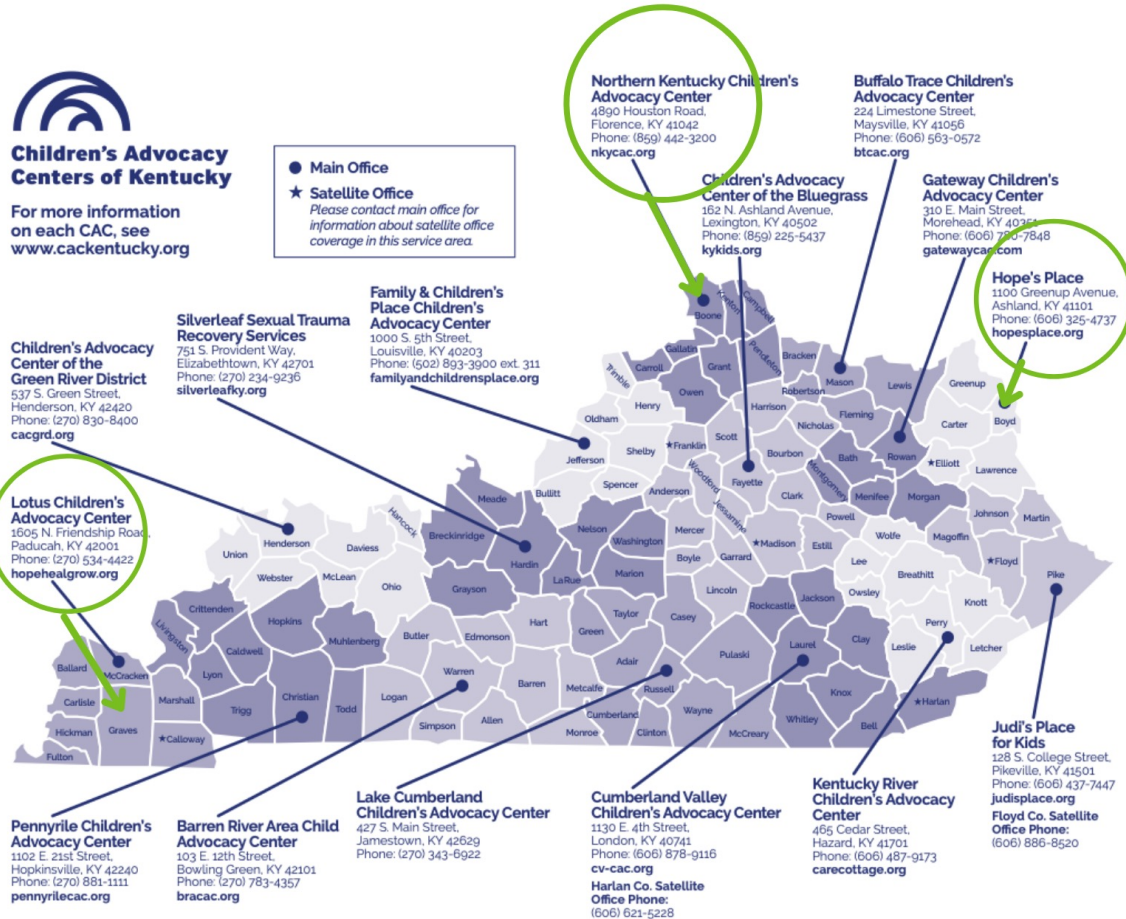 Children's Advocacy
Centers of Kentucky
For more information
on each CAC, see
www.cackentucky.org
Main Office
★ Satellite Office
Please contact main office for
information about satellite office
coverage in this service area.
Northern Kentucky Children's
Advocacy Center
4890 Houston Road,
Florence, KY 41042
Phone: (859) 442-3200
nkycac.org
Buffalo Trace Children's
Advocacy Center
224 Limestone Street,
Maysville, KY 41056
Phone: (606) 563-0572
btcac.org
Children's Advocacy
Center of the Bluegrass
162 N. Ashland Avenue,
Lexington, KY 40502
Phone: (859) 225-5437
kykids.org
Gateway Children's
Advocacy Center
310 E. Main Street,
Morehead, KY 40351
Phone: (606) 780-7848
gatewaycac.com
Hope's Place
1100 Greenup Avenue,
Ashland, KY 41101
Phone: (606) 325-4737
hopesplace.org
Family & Children's
Place Children's
Advocacy Center
1000 S. 5th Street,
Louisville, KY 40203
Phone: (502) 893-3900 ext. 311
familyandchildrensplace.org
Silverleaf Sexual Trauma
Recovery Services
751 S. Provident Way,
Elizabethtown, KY 42701
Phone: (270) 234-9236
silverleafky.org
Children's Advocacy
Center of the
Green River District
537 S. Green Street,
Henderson, KY 42420
Phone: (270) 830-8400
cacgrd.org
Lotus Children's
Advocacy Center
1605 N. Friendship Road,
Paducah, KY 42001
Phone: (270) 534-4422
hopehealgrow.org
Boone
Kenton
Campbell
Gallatin
Carroll
Grant
Pendleton
Bracken
Trimble
Owen
Robertson
Mason
Lewis
Greenup
Henry
Harrison
Fleming
Carter
Boyd
Oldham
Nicholas
Scott
★Franklin
Shelby
Jefferson
Bourbon
Bath
Rowan
★Elliott
Lawrence
Spencer
Anderson
Woodford
Fayette
Montgomery
Menifee
Morgan
Bullitt
Meade
Clark
Jessamine
Powell
Johnson
Martin
Hancock
Breckinridge
Nelson
Washington
Mercer
★Madison
Estill
Wolfe
Magoffin
Union
Henderson
Daviess
Hardin
Boyle
Garrard
Lee
★Floyd
Pike
Webster
McLean
Ohio
LaRue
Marion
Breathitt
Grayson
Lincoln
Owsley
Crittenden
Rockcastle
Jackson
Knott
Hopkins
Hart
Taylor
Casey
Perry
Livingston
Muhlenberg
Butler
Edmonson
Green
Clay
Leslie
Letcher
Caldwell
Pulaski
Laurel
Ballard
McCracken
Lyon
Warren
Barren
Adair
Carlisle
Marshall
Trigg
Christian
Todd
Logan
Metcalfe
Russell
Knox
★Harlan
Hickman
Graves
★Calloway
Simpson
Allen
Monroe
Cumberland
Clinton
Wayne
McCreary
Whitley
Bell
Fulton
Pennyrile Children's
Advocacy Center
1102 E. 21st Street,
Hopkinsville, KY 42240
Phone: (270) 881-1111
pennyrilecac.org
Barren River Area Child
Advocacy Center
103 E. 12th Street,
Bowling Green, KY 42101
Phone: (270) 783-4357
bracac.org
Lake Cumberland
Children's Advocacy Center
427 S. Main Street,
Jamestown, KY 42629
Phone: (270) 343-6922
Cumberland Valley
Children's Advocacy Center
1130 E. 4th Street,
London, KY 40741
Phone: (606) 878-9116
cv-cac.org
Harlan Co. Satellite
Office Phone:
(606) 621-5228
Kentucky River
Children's Advocacy
Center
465 Cedar Street,
Hazard, KY 41701
Phone: (606) 487-9173
carecottage.org
Judi's Place
for Kids
128 S. College Street,
Pikeville, KY 41501
Phone: (606) 437-7447
judisplace.org
Floyd Co. Satellite
Office Phone:
(606) 886-8520